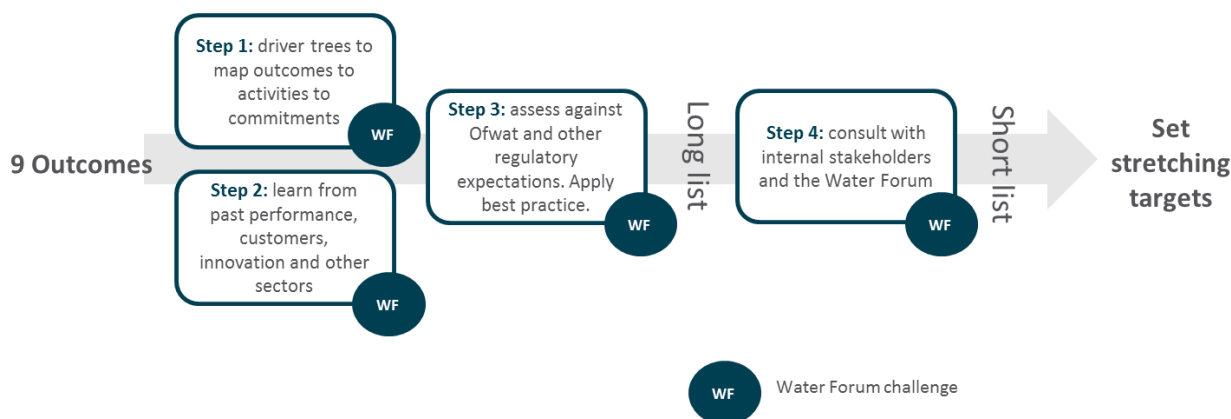 9 Outcomes
Step 1: driver trees to
map outcomes to
activities to
commitments
WF
Step 2: learn from
past performance,
customers,
innovation and other
sectors
WF
Step 3: assess against
Ofwat and other
regulatory
expectations. Apply
best practice.
WF
Long list
Step 4: consult with
internal stakeholders
and the Water Forum
WF
Short list
Set
stretching
targets
WF
Water Forum challenge